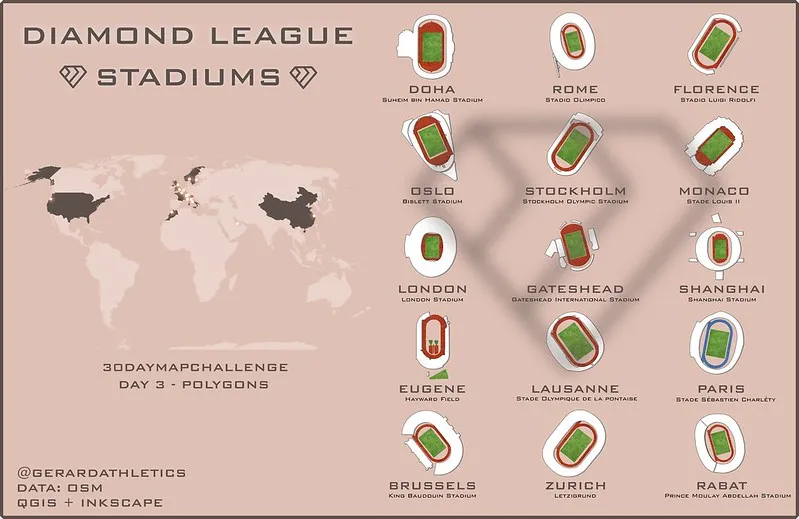 DIAMOND LEAGUE
STADIUMS
30DAYMAPCHALLENGE
DAY 3 - POLYGONS
@GERARDATHLETICS
DATA: OSM
QGIS + INKSCAPE
DOHA
SUHEIM BIN HAMAD STADIUM
ROME
STADIO OLIMPICO
FLORENCE
STADIO LUIGI RIDOLFI
OSLO
BISLETT STADIUM
STOCKHOLM
STOCKHOLM OLYMPIC STADIUM
MONACO
STADE LOUIS II
LONDON
LONDON STADIUM
GATESHEAD
GATESHEAD INTERNATIONAL STADIUM
SHANGHAI
SHANGHAI STADIUM
EUGENE
HAYWARD FIELD
LAUSANNE
STADE OLYMPIQUE DE LA PONTAISE
PARIS
STADE SÉBASTIEN CHARLÉTY
BRUSSELS
KING BAUDOUIN STADIUM
ZURICH
LETZIGRUND
RABAT
PRINCE MOULAY ABDELLAH STADIUM